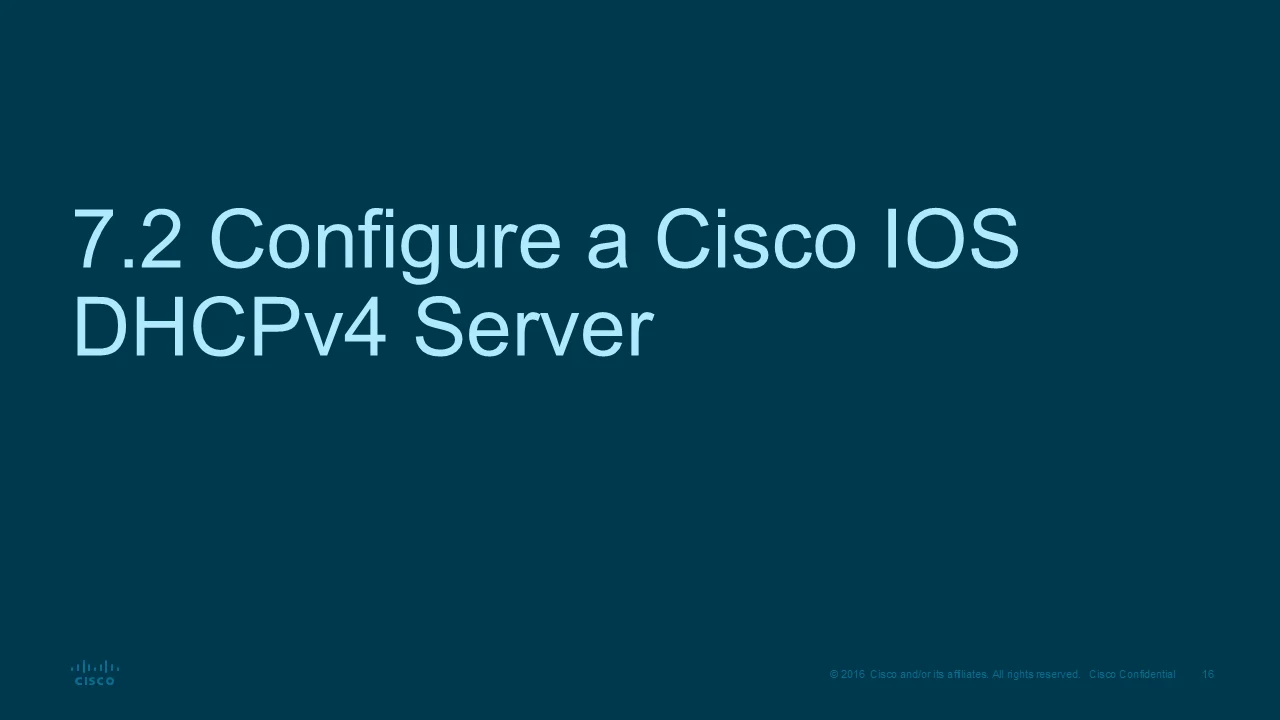 7.2 Configure a Cisco IOS
DHCPv4 Server
CISCO
© 2016 Cisco and/or its affiliates. All rights reserved. Cisco Confidential 16